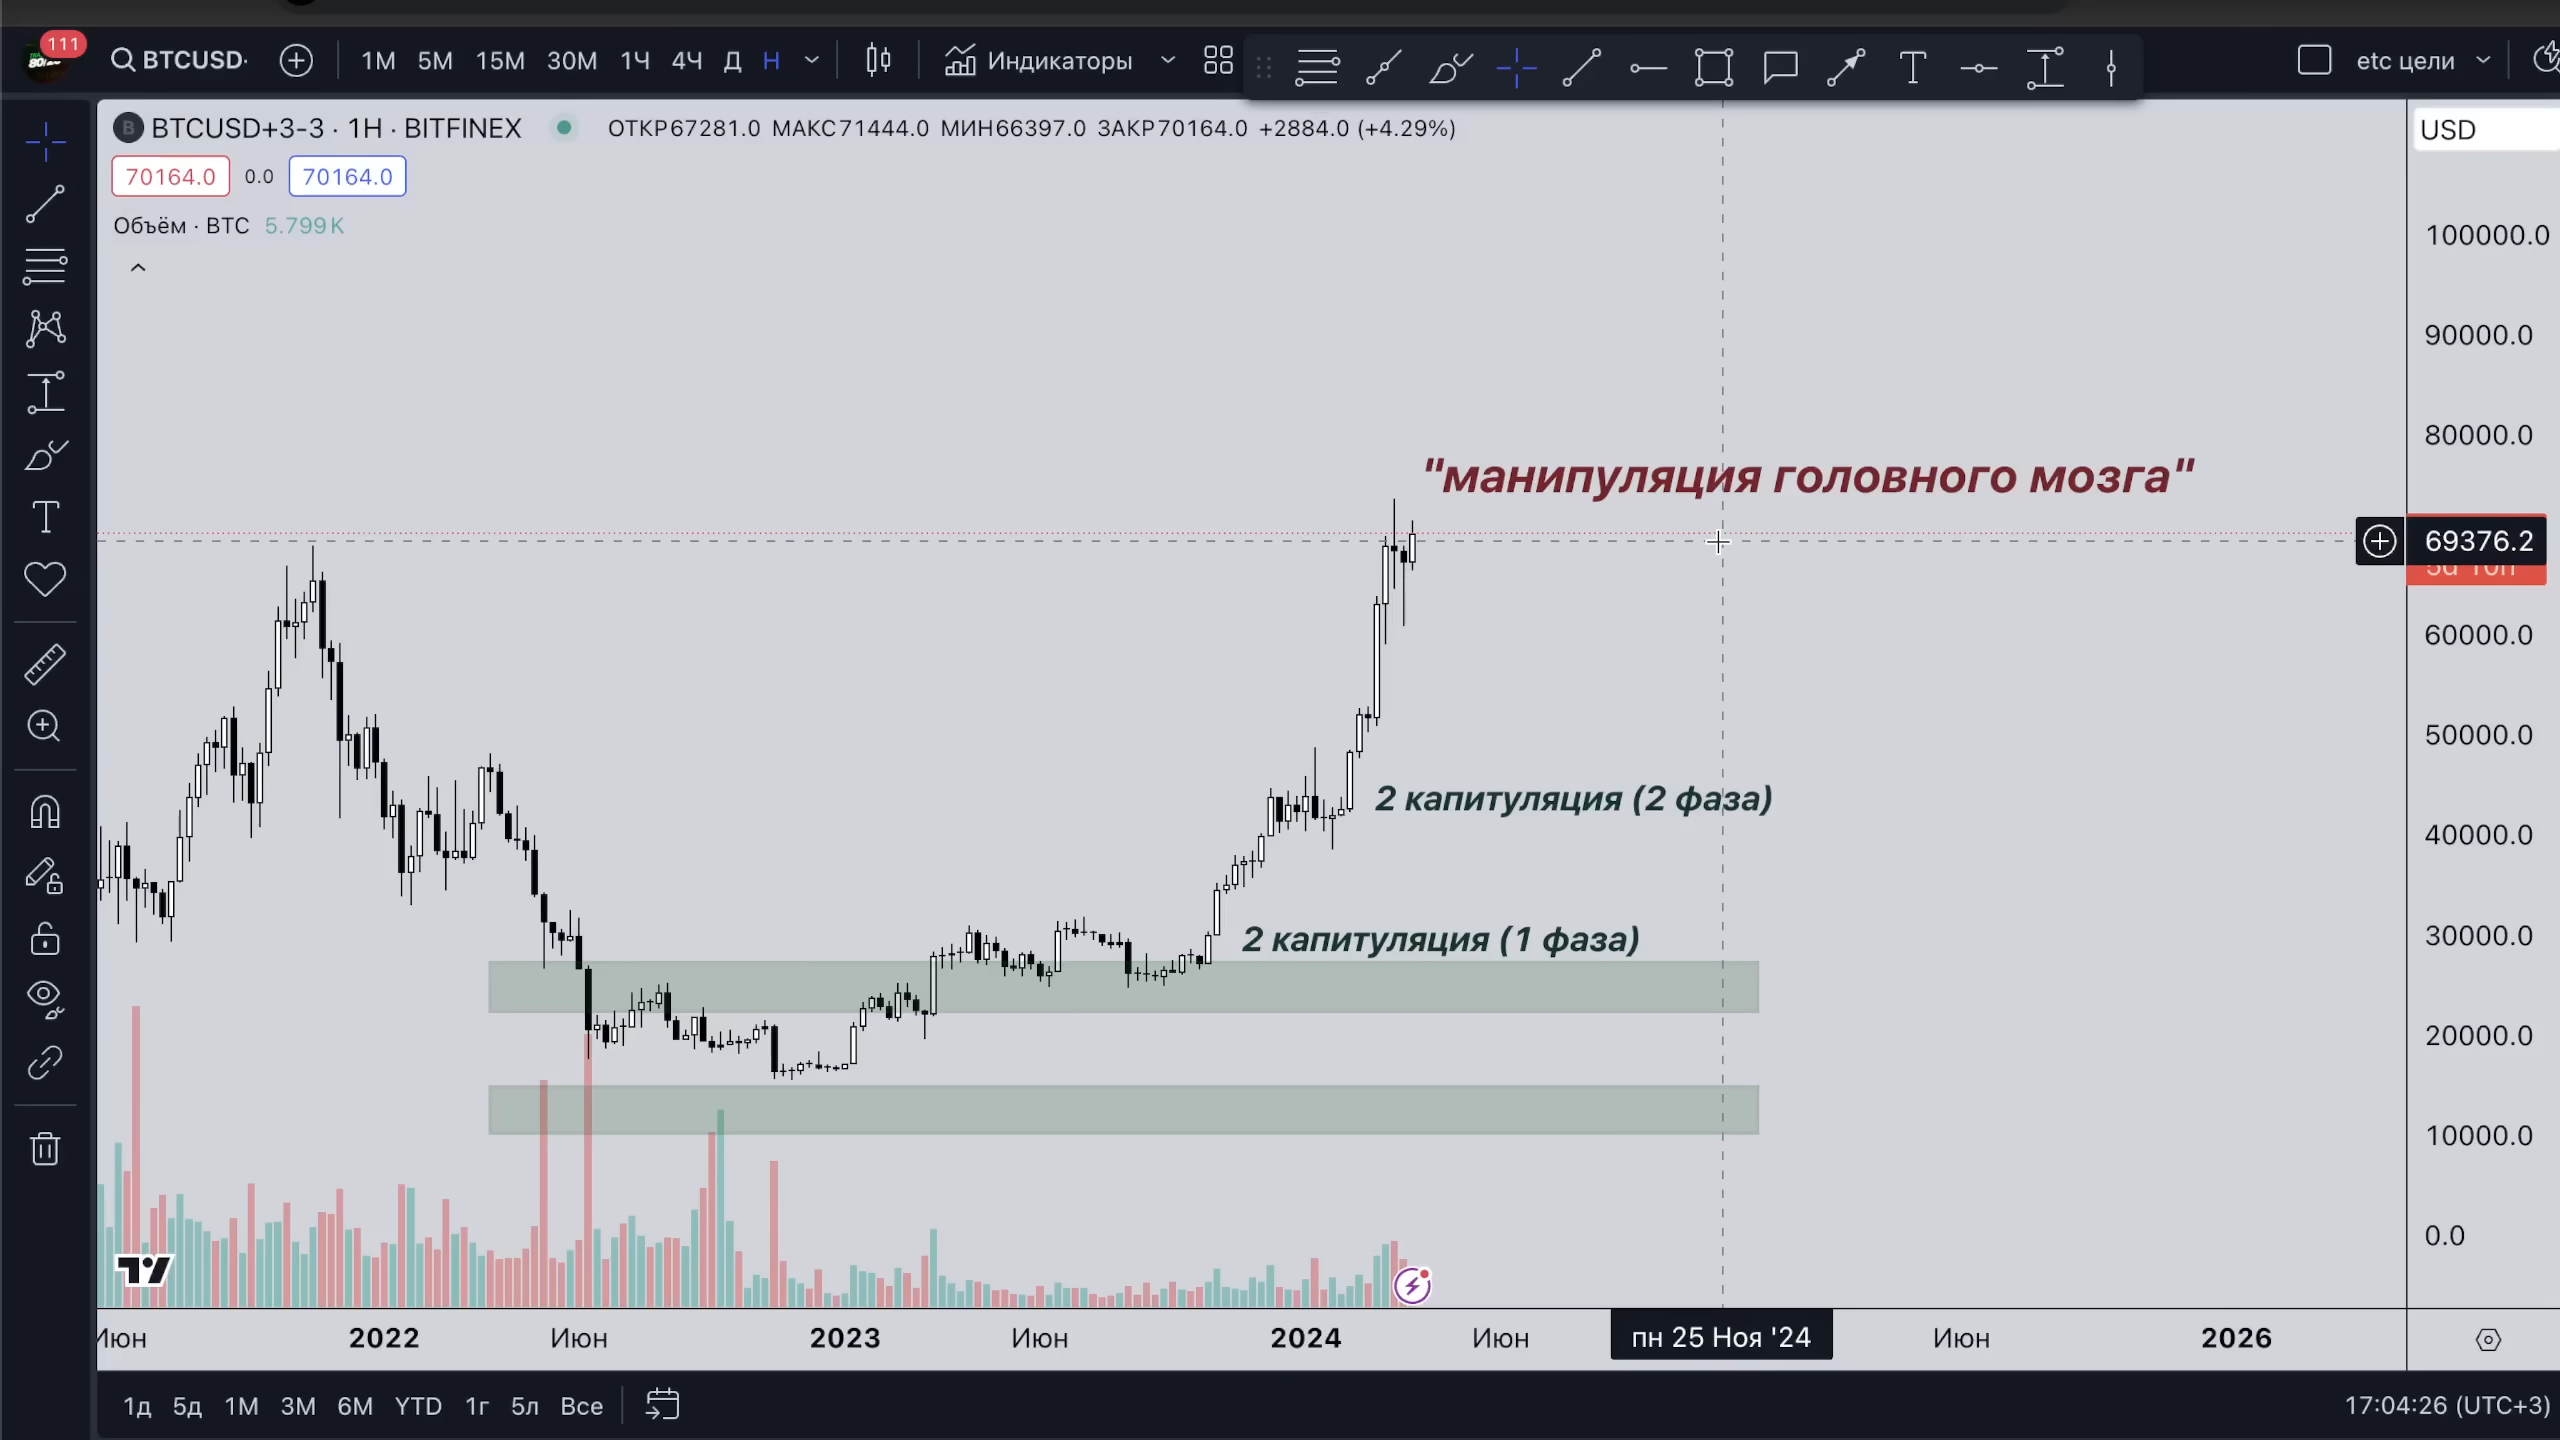 111
BTCUSD·
1М 5М 15М 30М 1Ч 4Ч Д Н
Индикаторы
etc цели
BTCUSD+3-3 · 1Н · BITFINEX ОТКР67281.0 МАКС71444.0 МИН66397.0 ЗАКР70164.0 +2884.0 (+4.29%)
USD
70164.0 0.0 70164.0
Объём · BTC 5.799K
100000.0
90000.0
80000.0
"манипуляция головного мозга"
69376.2
60000.0
50000.0
2 капитуляция (2 фаза)
40000.0
2 капитуляция (1 фаза)
30000.0
20000.0
10000.0
0.0
Июн 2022 Июн 2023 Июн 2024 Июн пн 25 Ноя '24 Июн 2026
1д 5д 1М 3М 6М YTD 1г 5л Все
17:04:26 (UTC+3)